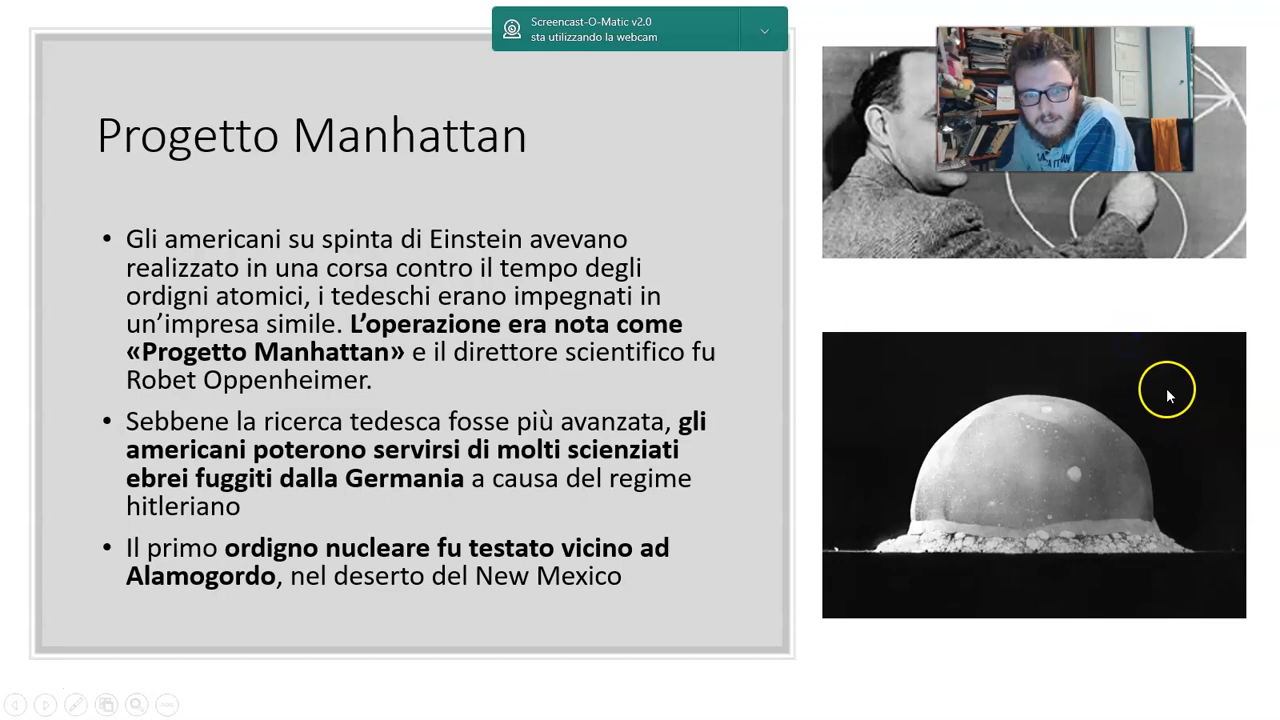 Screencast-O-Matic v2.0
sta utilizzando la webcam
Progetto Manhattan
• Gli americani su spinta di Einstein avevano
realizzato in una corsa contro il tempo degli
ordigni atomici, i tedeschi erano impegnati in
un’impresa simile. L’operazione era nota come
«Progetto Manhattan» e il direttore scientifico fu
Robet Oppenheimer.
• Sebbene la ricerca tedesca fosse più avanzata, gli
americani poterono servirsi di molti scienziati
ebrei fuggiti dalla Germania a causa del regime
hitleriano
• Il primo ordigno nucleare fu testato vicino ad
Alamogordo, nel deserto del New Mexico